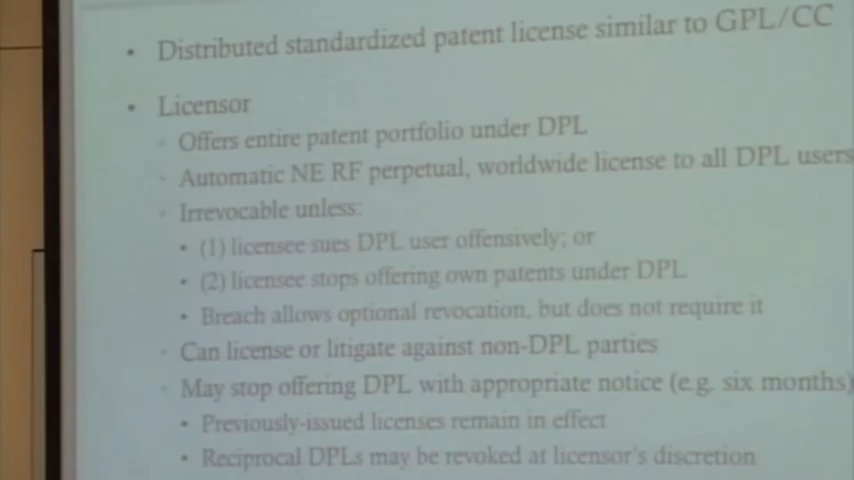 • Distributed standardized patent license similar to GPL/CC
• Licensor
• Offers entire patent portfolio under DPL
• Automatic NE RF perpetual, worldwide license to all DPL users
• Irrevocable unless:
• (1) licensee sues DPL user offensively; or
• (2) licensee stops offering own patents under DPL
• Breach allows optional revocation, but does not require it
• Can license or litigate against non-DPL parties
• May stop offering DPL with appropriate notice (e.g. six months)
• Previously-issued licenses remain in effect
• Reciprocal DPLs may be revoked at licensor's discretion